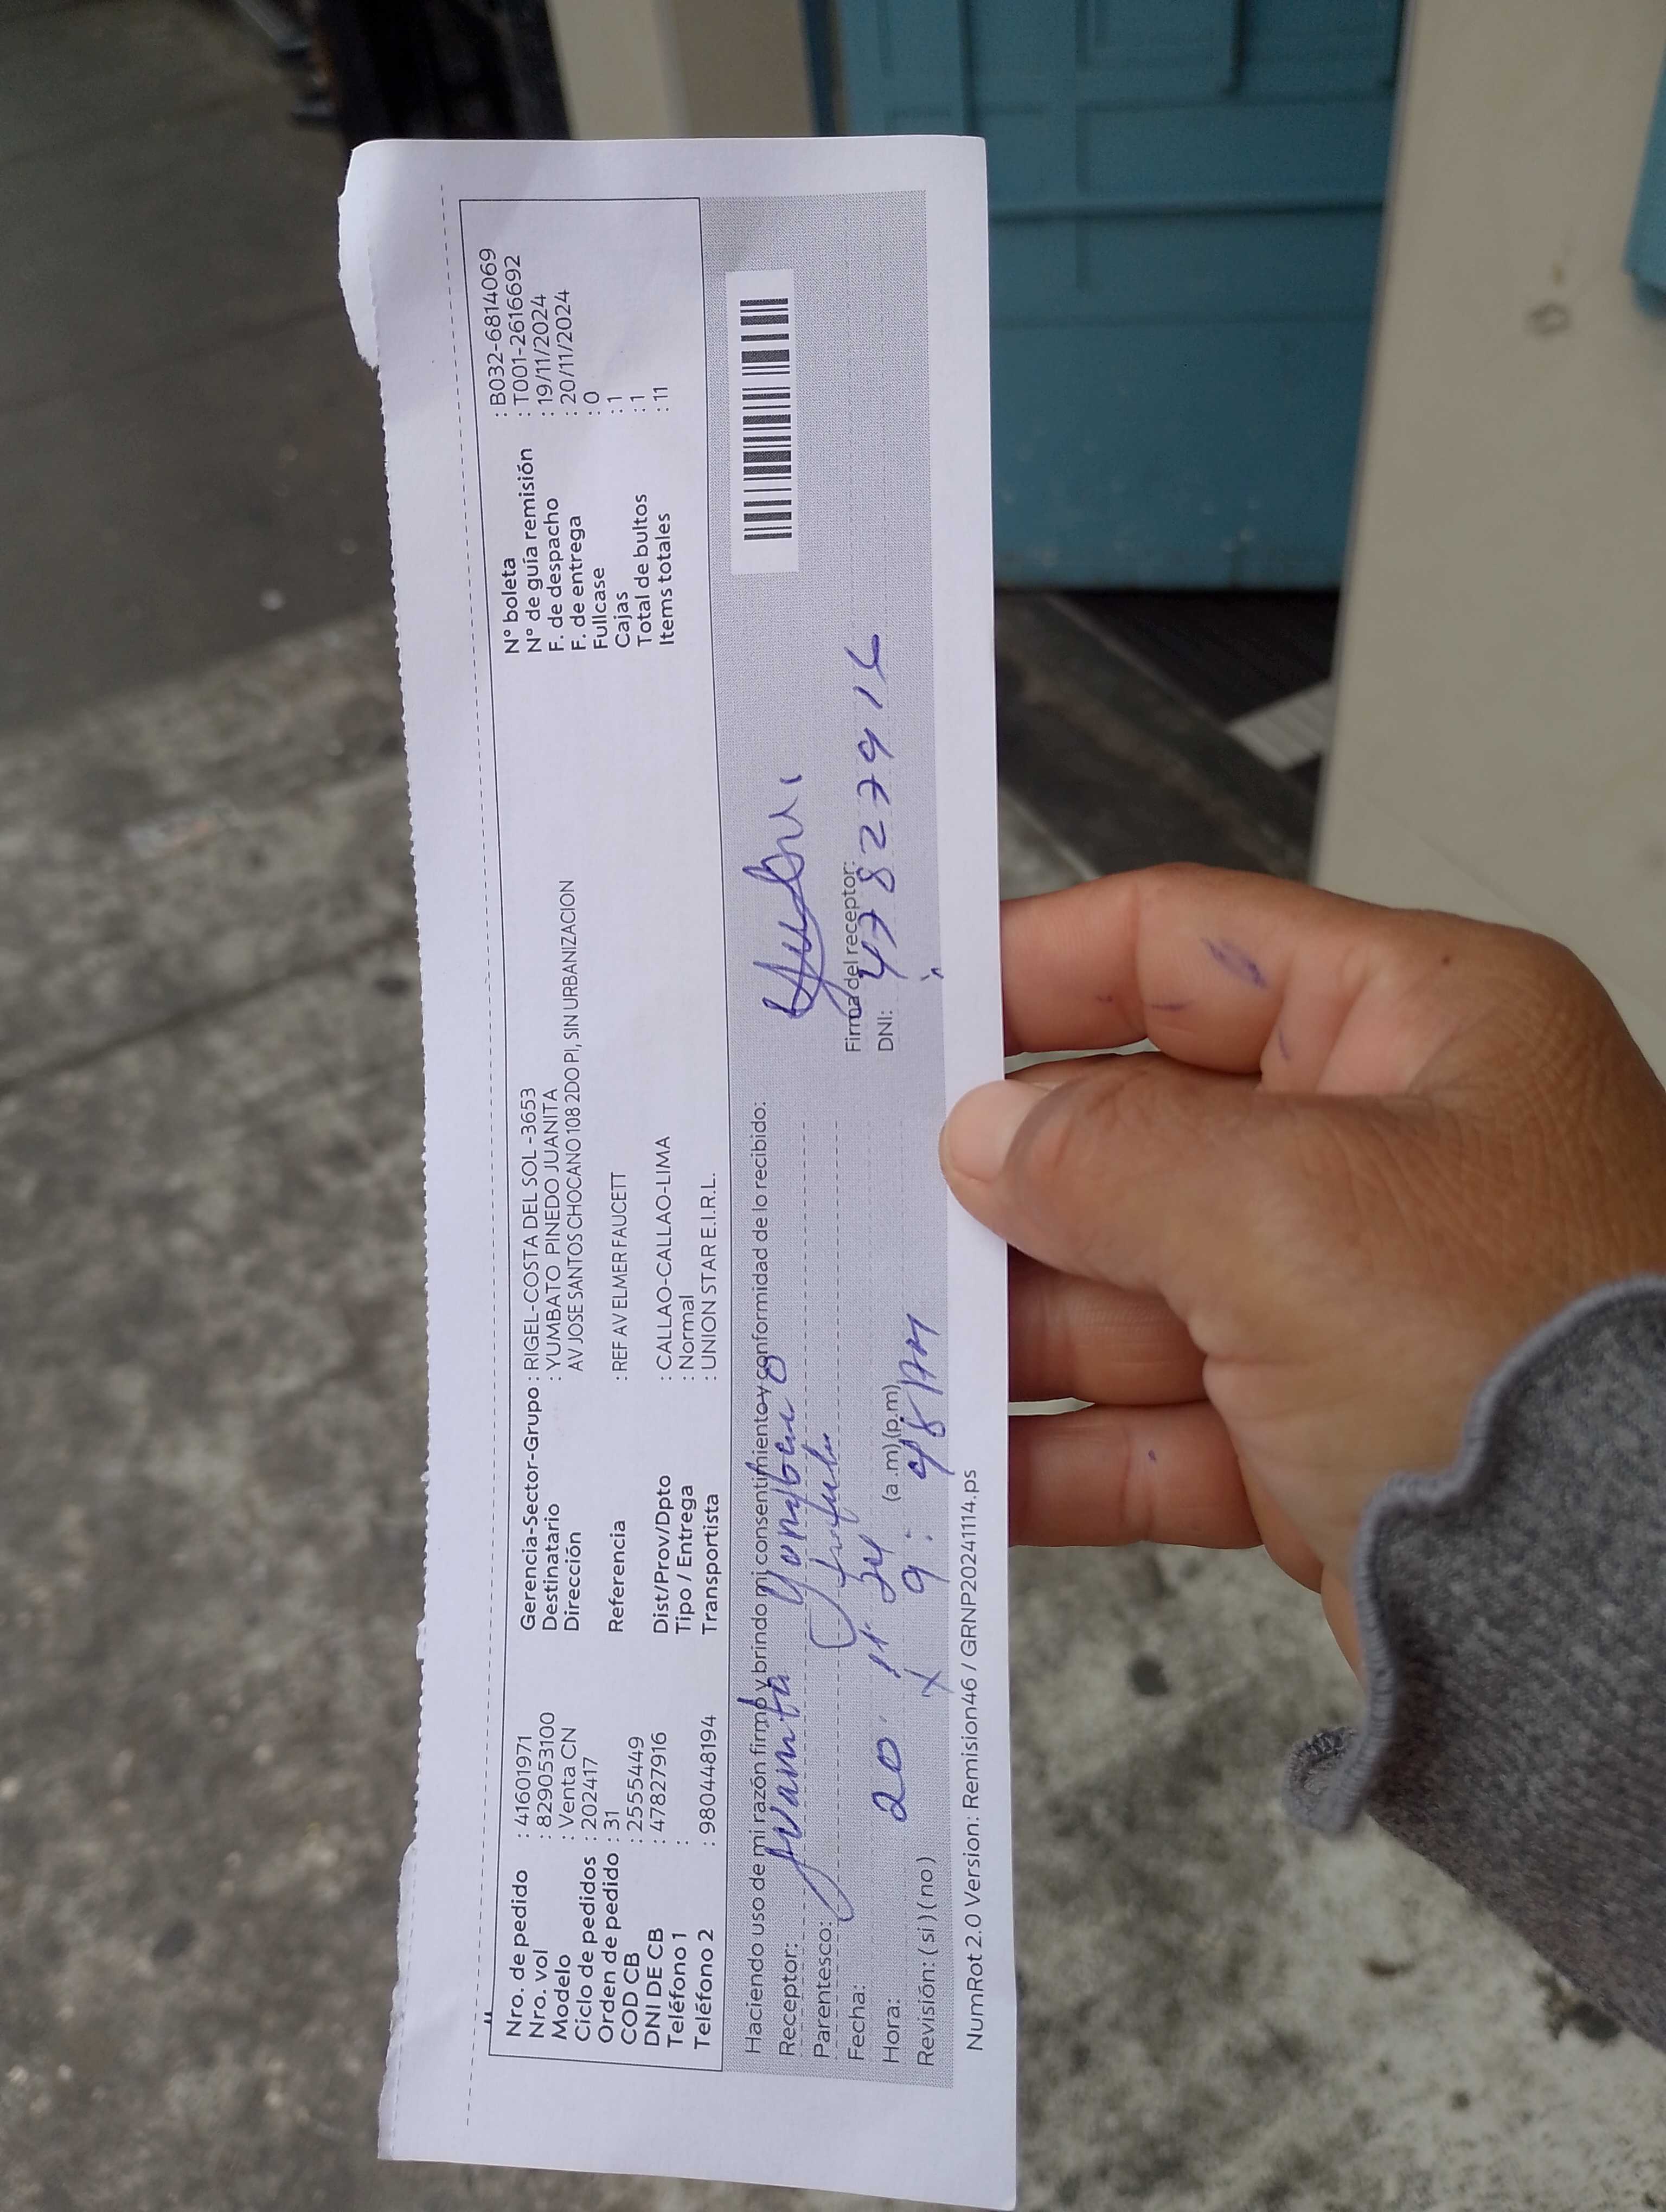 Nro. de pedido : 41601971
Nro. vol : 829053100
Modelo : Venta CN
Ciclo de pedidos : 202417
Orden de pedido : 31
COD CB : 2555449
DNI DE CB : 47827916
Teléfono 1 :
Teléfono 2 : 980448194
Gerencia-Sector-Grupo : RIGEL-COSTA DEL SOL -3653
Destinatario : YUMBATO PINEDO JUANITA
Dirección AV JOSE SANTOS CHOCANO 108 2DO PI, SIN URBANIZACION
Referencia : REF AV ELMER FAUCETT
Dist/Prov/Dpto : CALLAO-CALLAO-LIMA
Tipo / Entrega : Normal
Transportista : UNION STAR E.I.R.L.
N° boleta : B032-6814069
N° de guía remisión : T001-2616692
F. de despacho : 19/11/2024
F. de entrega : 20/11/2024
Fullcase : 0
Cajas : 1
Total de bultos : 1
Items totales : 11
Haciendo uso de mi razón firmo y brindo mi consentimiento y conformidad de lo recibido:
Receptor: Juanita
Parentesco:
Fecha: 20 11 24
Hora: 9:48 AM (a.m) (p.m)
Revisión: ( si ) ( no ) X
Firma del receptor:
DNI: 47827916
NumRot 2.0 Version: Remision46 / GRNP20241114.ps